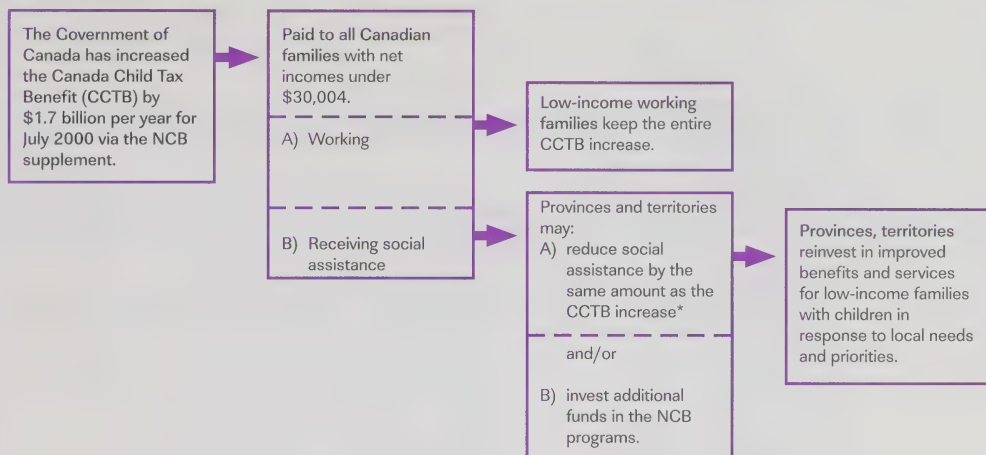 The Government of
Canada has increased
the Canada Child Tax
Benefit (CCTB) by
$1.7 billion per year for
July 2000 via the NCB
supplement.
Paid to all Canadian
families with net
incomes under
$30,004.
A) Working
B) Receiving social
assistance
Low-income working
families keep the entire
CCTB increase.
Provinces and territories
may:
A) reduce social
assistance by the
same amount as the
CCTB increase*
and/or
B) invest additional
funds in the NCB
programs.
Provinces, territories
reinvest in improved
benefits and services
for low-income families
with children in
response to local needs
and priorities.